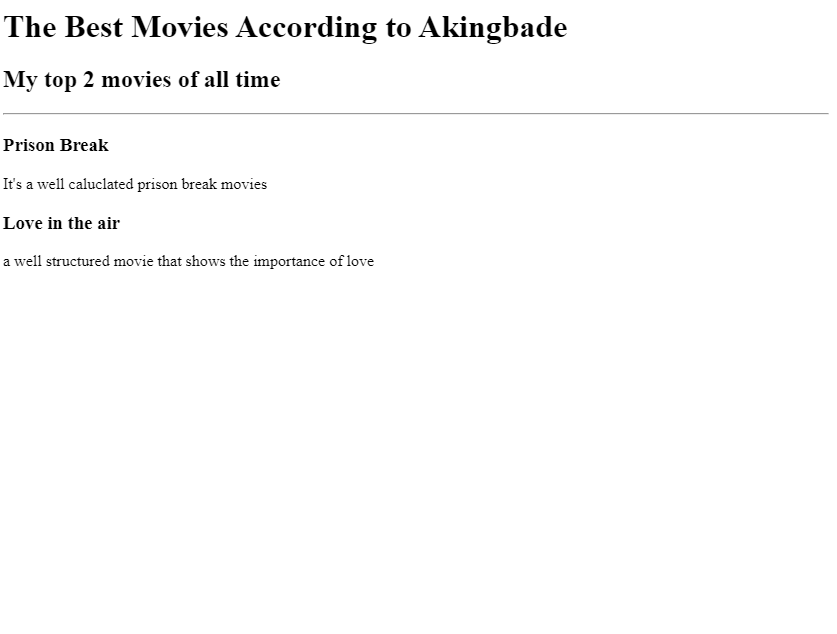 The Best Movies According to Akingbade
My top 2 movies of all time
Prison Break
It's a well caluclated prison break movies
Love in the air
a well structured movie that shows the importance of love